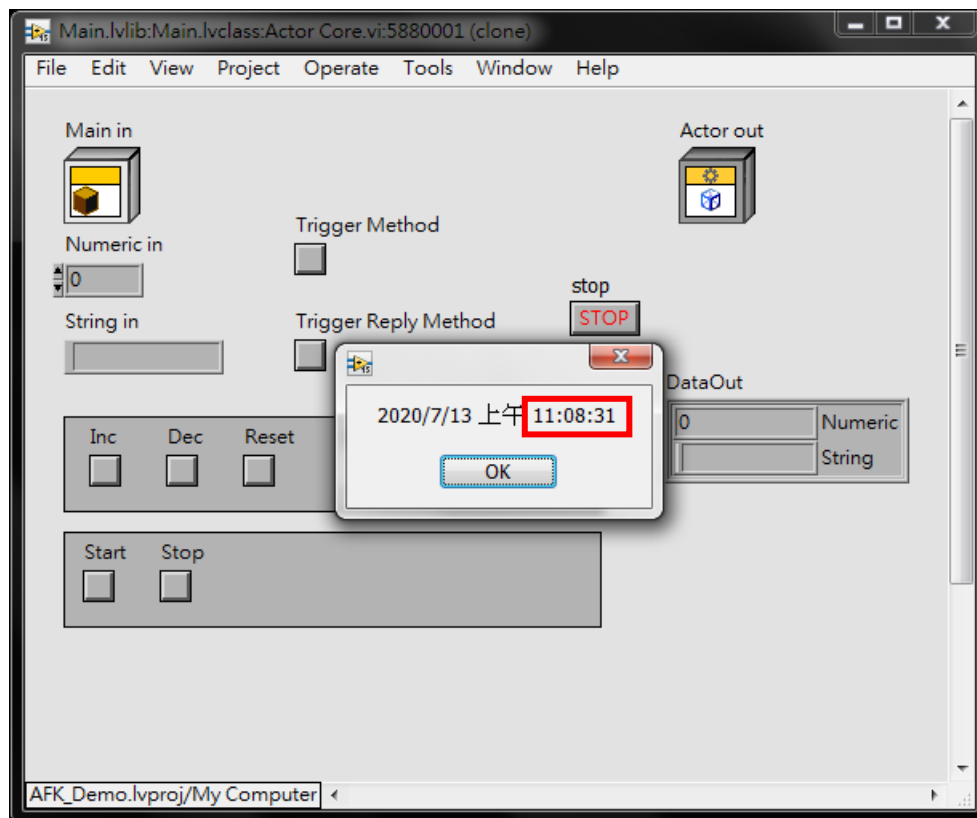 Main.lvlib:Main.lvclass:Actor Core.vi:5880001 (clone)
File Edit View Project Operate Tools Window Help
Main in
Actor out
Trigger Method
Numeric in
0
stop
STOP
String in
Trigger Reply Method
DataOut
2020/7/13 上午 11:08:31
0 Numeric
String
Inc Dec Reset
OK
Start Stop
AFK_Demo.lvproj/My Computer